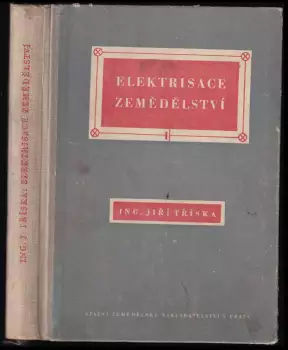 ING. J. TŘÍSKA: ELEKTRISACE ZEMĚDĚLSTVÍ
ELEKTRISACE
ZEMĚDĚLSTVÍ
ING. JIŘÍ TŘÍSKA
STÁTNÍ ZEMĚDĚLSKÉ NAKLADATELSTVÍ V PRAZE